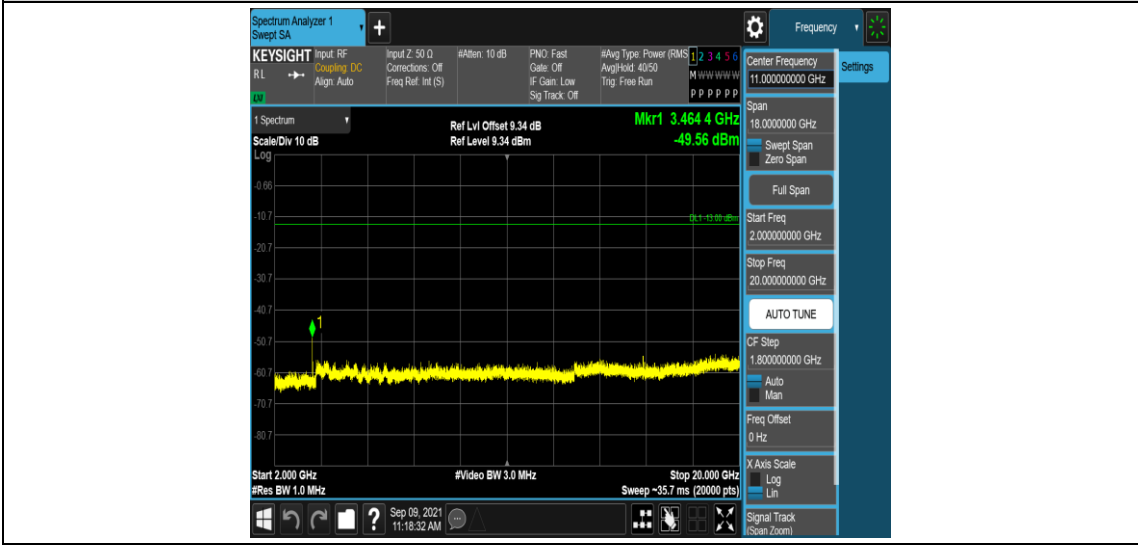 Spectrum Analyzer 1
Swept SA
+
Frequency
KEYSIGHT
RL
LNI
Input: RF
Coupling: DC
Align: Auto
Input Z: 50 Ω
Corrections: Off
Freq Ref: Int (S)
#Atten: 10 dB
PNO: Fast
Gate: Off
IF Gain: Low
Sig Track: Off
#Avg Type: Power (RMS
Avg|Hold: 40/50
Trig: Free Run
1 2 3 4 5 6
M W W W W W
P P P P P P
1 Spectrum
Scale/Div 10 dB
Ref Lvl Offset 9.34 dB
Ref Level 9.34 dBm
Mkr1 3.464 4 GHz
-49.56 dBm
Log
-0.66
-10.7
DL1 -13.00 dBm
-20.7
-30.7
-40.7
1
-50.7
-60.7
-70.7
-80.7
Start 2.000 GHz
#Video BW 3.0 MHz
Stop 20.000 GHz
#Res BW 1.0 MHz
Sweep ~35.7 ms (20000 pts)
?
Sep 09, 2021
11:18:32 AM
Center Frequency
11.000000000 GHz
Settings
Span
18.0000000 GHz
Swept Span
Zero Span
Full Span
Start Freq
2.000000000 GHz
Stop Freq
20.000000000 GHz
AUTO TUNE
CF Step
1.800000000 GHz
Auto
Man
Freq Offset
0 Hz
X Axis Scale
Log
Lin
Signal Track
(Span Zoom)